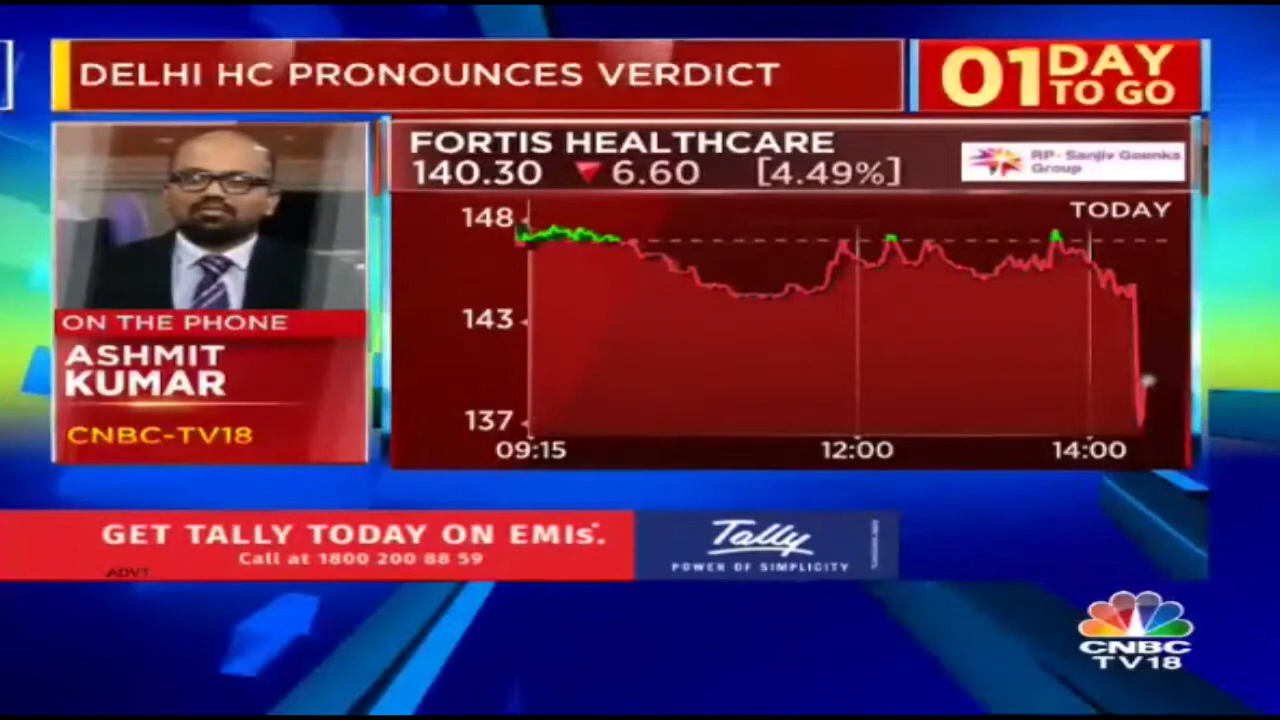 DELHI HC PRONOUNCES VERDICT
01 DAY TO GO
FORTIS HEALTHCARE
140.30 ▼ 6.60 [4.49%]
RP-Sanjiv Goenka
Group
TODAY
148
143
137
09:15 12:00 14:00
ON THE PHONE
ASHMIT
KUMAR
CNBC-TV18
GET TALLY TODAY ON EMIs*.
Call at 1800 200 88 59
ADVT
Tally
POWER OF SIMPLICITY
CNBC
TV18